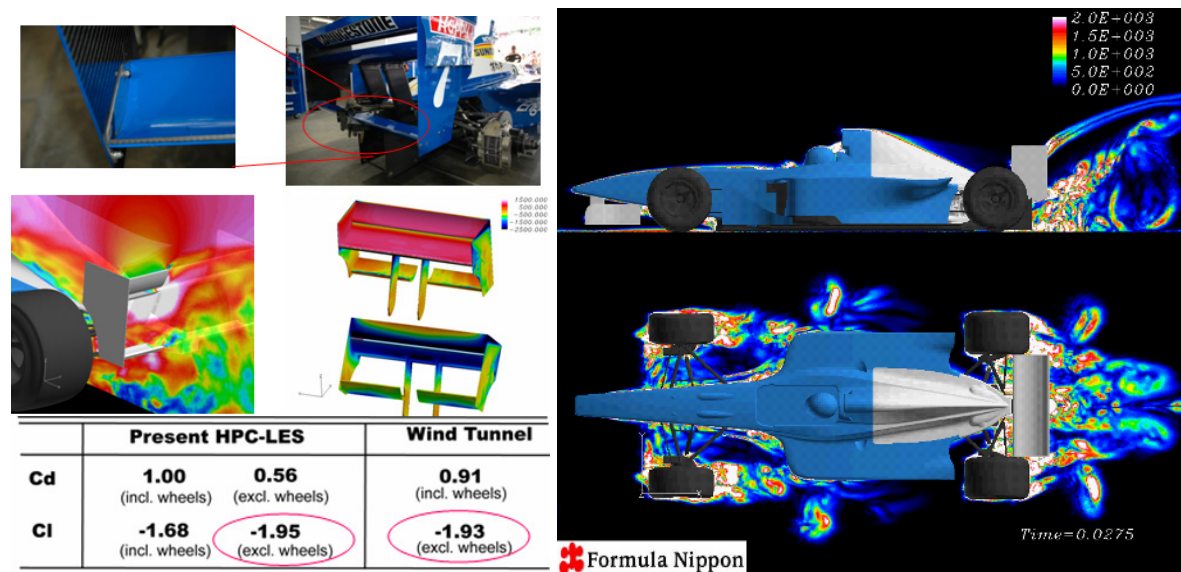 BRIDGESTONE
7
1500.000
500.000
-500.000
-1500.000
-2500.000
2.0E+003
1.5E+003
1.0E+003
5.0E+002
0.0E+000
Present HPC-LES Wind Tunnel
Cd 1.00 0.56 0.91
(incl. wheels) (excl. wheels) (incl. wheels)
Cl -1.68 -1.95 -1.93
(incl. wheels) (excl. wheels) (excl. wheels)
Time=0.0275
Formula Nippon